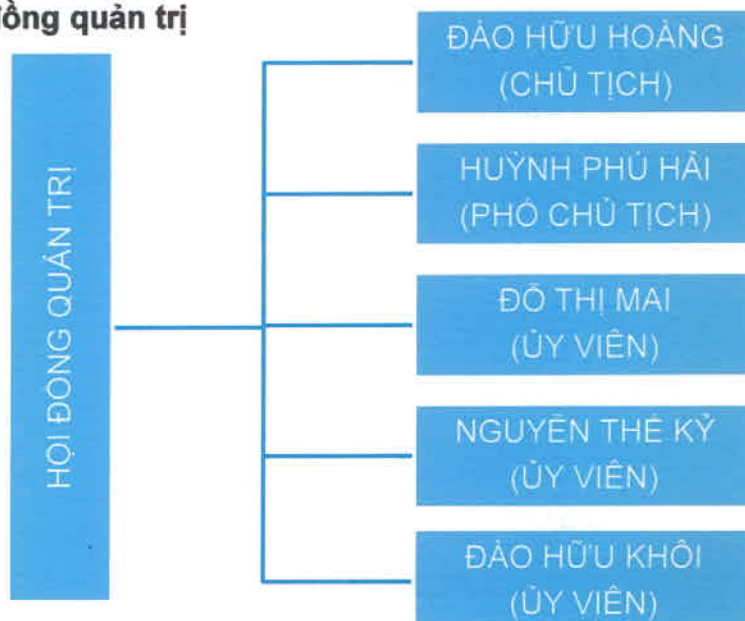 đồng quản trị
HỘI ĐỒNG QUẢN TRỊ
ĐÀO HỮU HOÀNG
(CHỦ TỊCH)
HUỲNH PHÚ HẢI
(PHÓ CHỦ TỊCH)
ĐỖ THỊ MAI
(ỦY VIÊN)
NGUYỄN THẾ KỶ
(ỦY VIÊN)
ĐÀO HỮU KHÔI
(ỦY VIÊN)